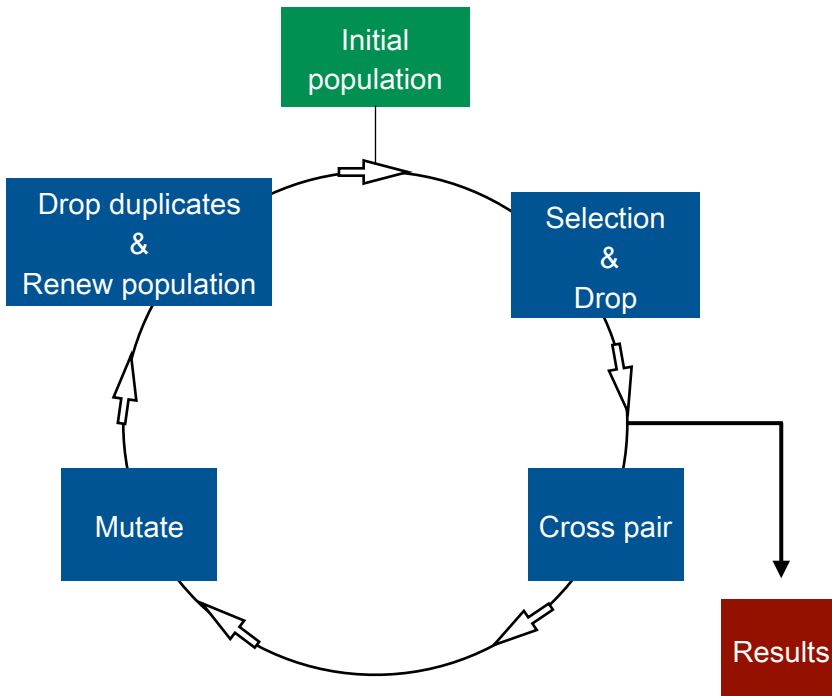 Initial
population
Drop duplicates
&
Renew population
Selection
&
Drop
Mutate
Cross pair
Results